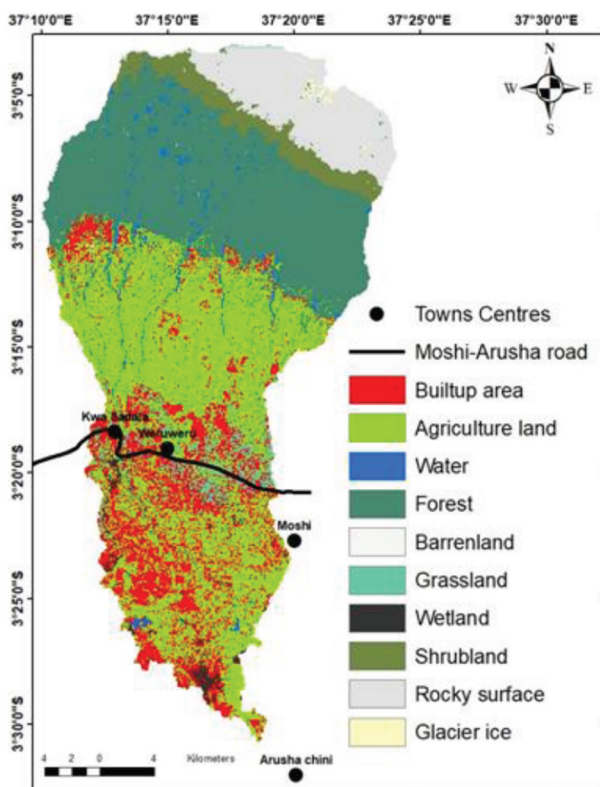 37°10'0"E 37°15'0"E 37°20'0"E 37°30'0"E
N
W E
S
3°5'0"S
3°10'0"S
3°15'0"S
3°20'0"S
3°25'0"S
3°30'0"S
Kwa Sadala
Weruweru
Moshi
Arusha chini
Towns Centres
Moshi-Arusha road
Builtup area
Agriculture land
Water
Forest
Barrenland
Grassland
Wetland
Shrubland
Rocky surface
Glacier ice
4 2 0 4
Kilometers